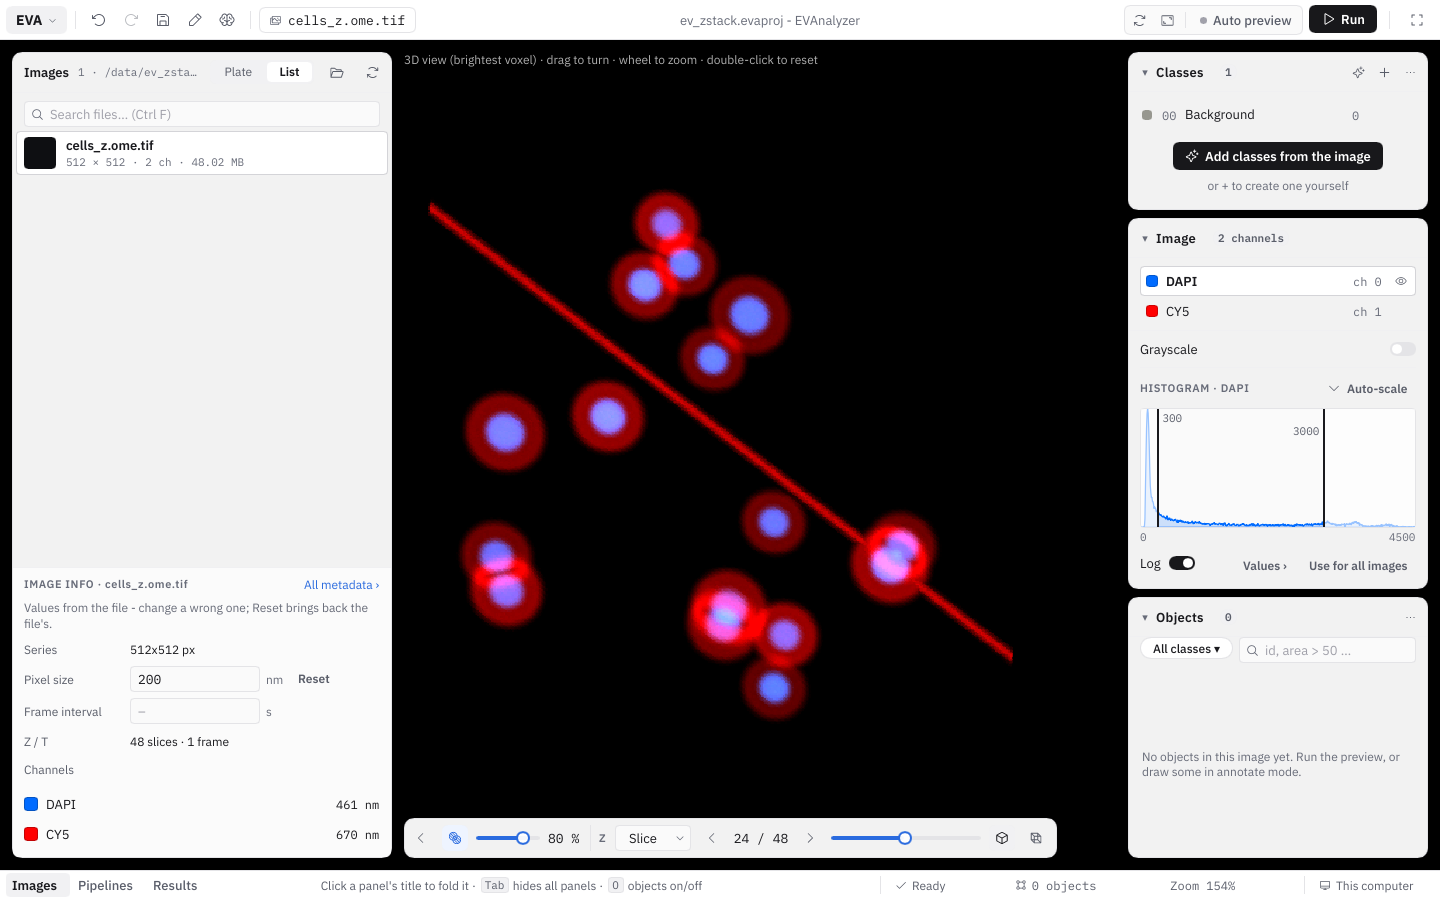 EVA
cells_z.ome.tif
ev_zstack.evaproj - EVAnalyzer
Auto preview
Run
Images 1 · /data/ev_zsta…
Plate
List
Search files... (Ctrl F)
cells_z.ome.tif
512 × 512 · 2 ch · 48.02 MB
IMAGE INFO · cells_z.ome.tif
All metadata ›
Values from the file - change a wrong one; Reset brings back the
file's.
Series 512x512 px
Pixel size 200 nm Reset
Frame interval – s
Z / T 48 slices · 1 frame
Channels
DAPI 461 nm
CY5 670 nm
3D view (brightest voxel) · drag to turn · wheel to zoom · double-click to reset
80 %
Z
Slice
24 / 48
Classes 1
00 Background 0
Add classes from the image
or + to create one yourself
Image 2 channels
DAPI ch 0
CY5 ch 1
Grayscale
HISTOGRAM · DAPI
Auto-scale
300
3000
0 4500
Log
Values ›
Use for all images
Objects 0
All classes ▾
id, area > 50 ...
No objects in this image yet. Run the preview, or
draw some in annotate mode.
Images Pipelines Results
Click a panel's title to fold it · Tab hides all panels · O objects on/off
Ready
0 objects
Zoom 154%
This computer